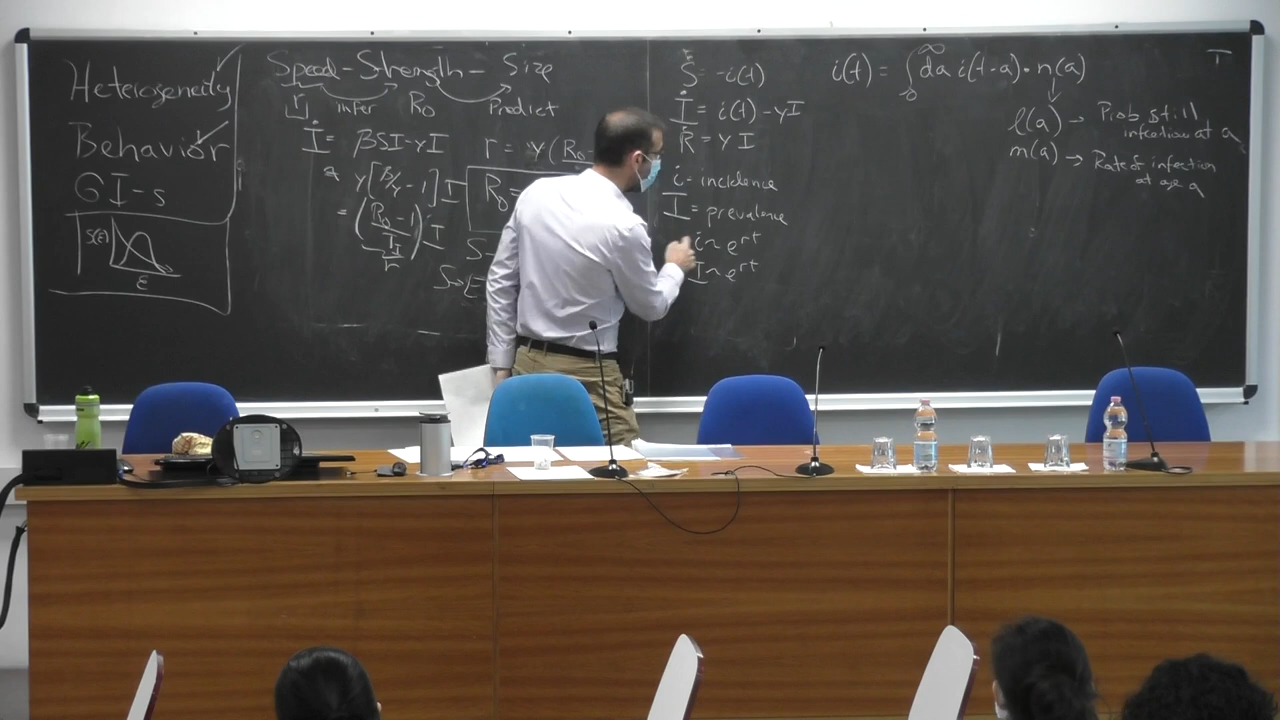 Heterogeneity
Behavior
GI-s
S(ε)
ε
Speed - Strength - Size
r infer R₀ Predict
İ = βSI - γI
γ[β/γ - 1] I
= (R₀ - 1) I
r
r = γ(R₀
R₀ =
S-
S→E
Ṡ = -i(t)
İ = i(t) - γI
Ṙ = γI
i = incidence
I = prevalence
i ~ e^rt
I ~ e^rt
i(t) = ∫₀^∞ da i(t-a) · n(a)
l(a) → Prob still
infection at a
m(a) → Rate of infection
at age a
T